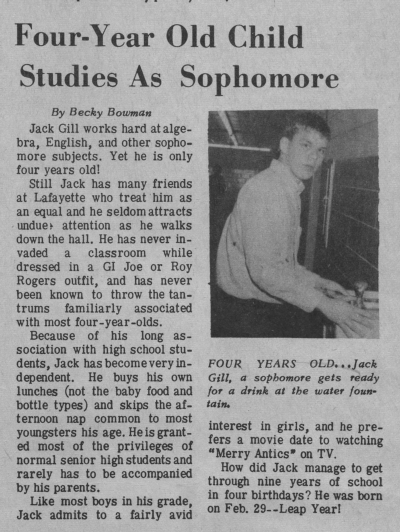 Four-Year Old Child
Studies As Sophomore
By Becky Bowman
Jack Gill works hard at alge-
bra, English, and other sopho-
more subjects. Yet he is only
four years old!
Still Jack has many friends
at Lafayette who treat him as
an equal and he seldom attracts
undue attention as he walks
down the hall. He has never in-
vaded a classroom while
dressed in a GI Joe or Roy
Rogers outfit, and has never
been known to throw the tan-
trums familiarly associated
with most four-year-olds.
Because of his long as-
sociation with high school stu-
dents, Jack has become very in-
dependent. He buys his own
lunches (not the baby food and
bottle types) and skips the af-
ternoon nap common to most
youngsters his age. He is grant-
ed most of the privileges of
normal senior high students and
rarely has to be accompanied
by his parents.
Like most boys in his grade,
Jack admits to a fairly avid
FOUR YEARS OLD...Jack
Gill, a sophomore gets ready
for a drink at the water foun-
tain.
interest in girls, and he pre-
fers a movie date to watching
"Merry Antics" on TV.
How did Jack manage to get
through nine years of school
in four birthdays? He was born
on Feb. 29--Leap Year!